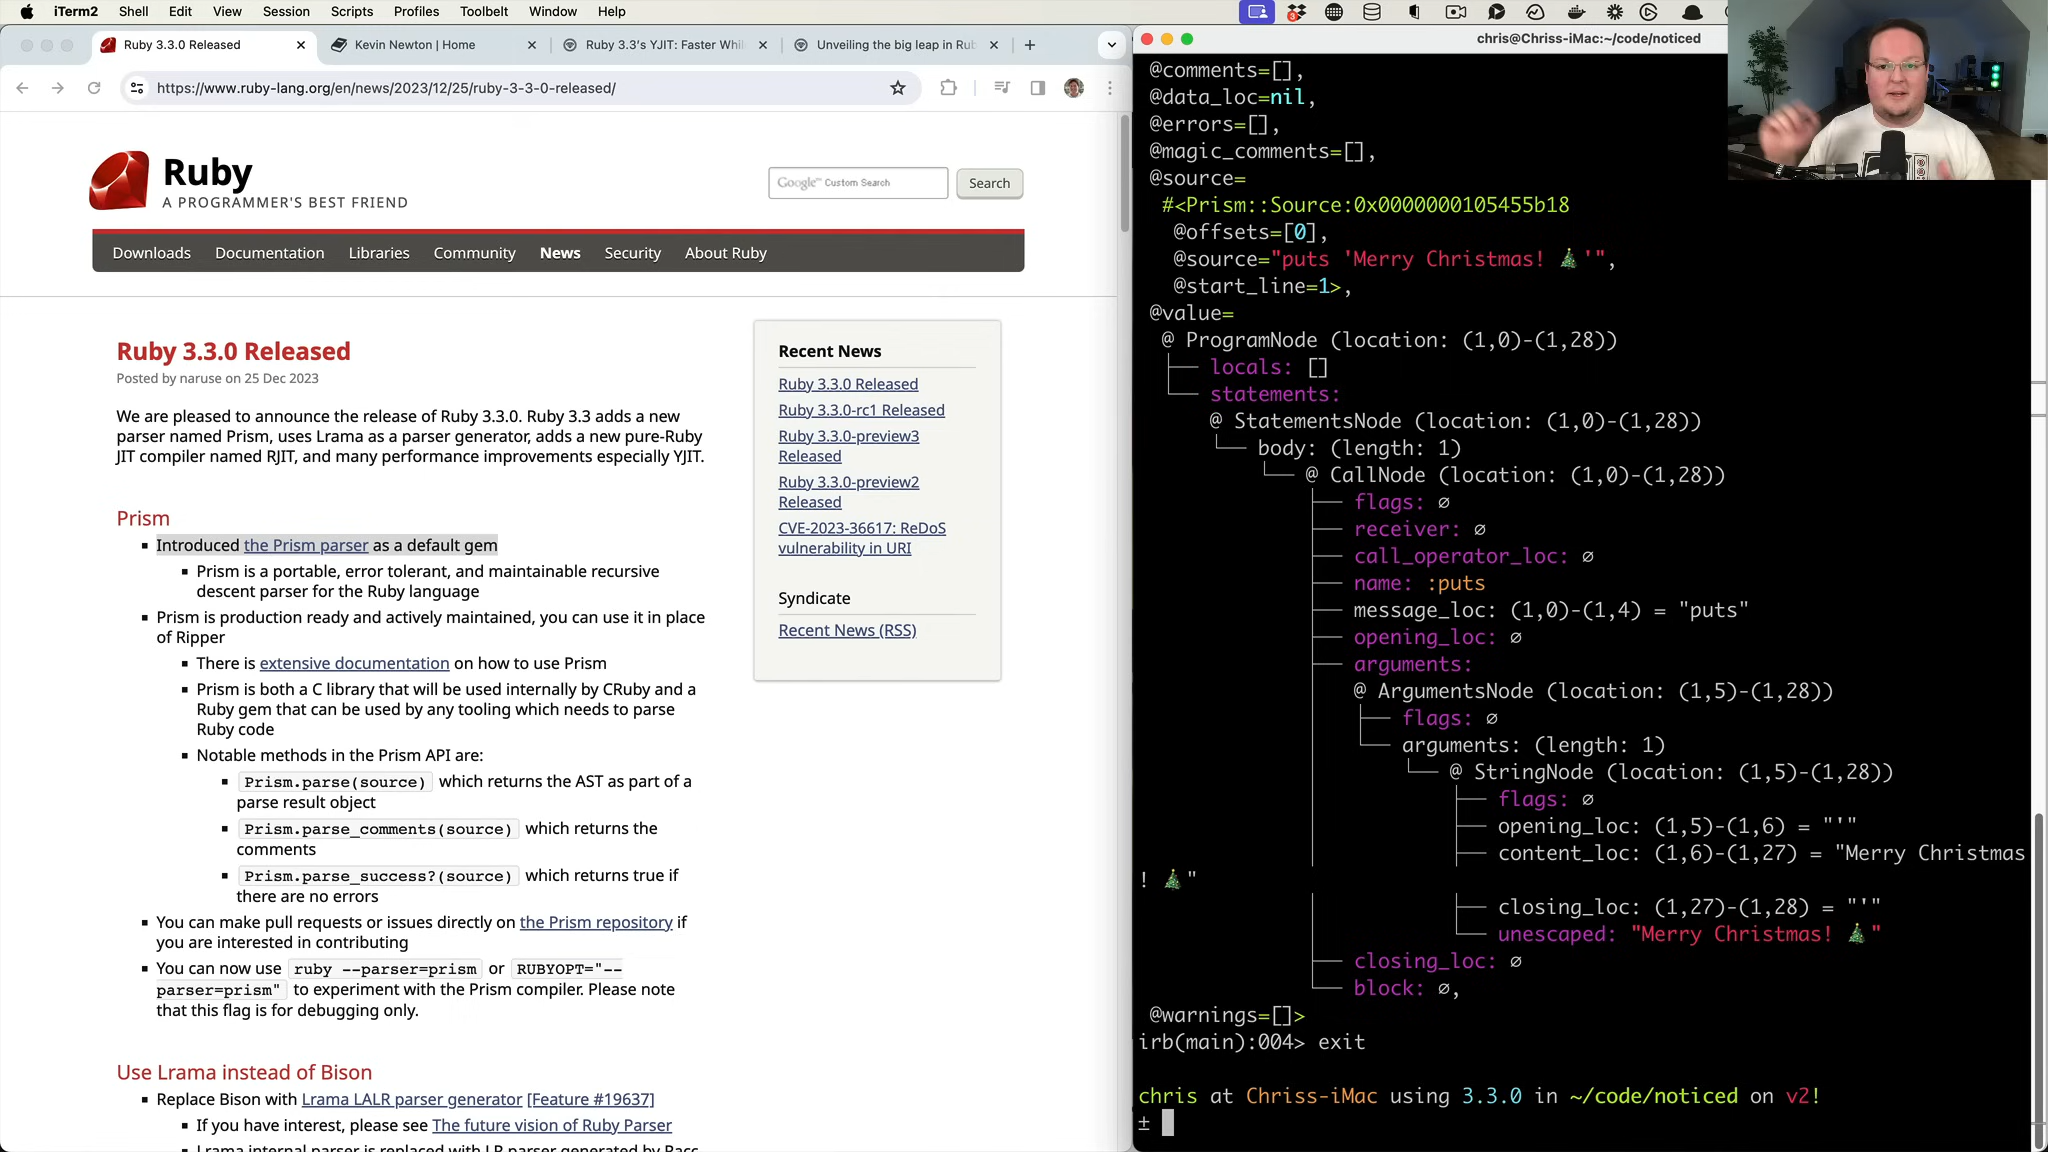 iTerm2 Shell Edit View Session Scripts Profiles Toolbelt Window Help
3
Ruby 3.3.0 Released
Kevin Newton | Home
Ruby 3.3's YJIT: Faster Whi
Unveiling the big leap in Rub
https://www.ruby-lang.org/en/news/2023/12/25/ruby-3-3-0-released/
Ruby
A PROGRAMMER'S BEST FRIEND
Google™ Custom Search
Search
Downloads Documentation Libraries Community News Security About Ruby
Ruby 3.3.0 Released
Posted by naruse on 25 Dec 2023
We are pleased to announce the release of Ruby 3.3.0. Ruby 3.3 adds a new
parser named Prism, uses Lrama as a parser generator, adds a new pure-Ruby
JIT compiler named RJIT, and many performance improvements especially YJIT.
Prism
Introduced the Prism parser as a default gem
Prism is a portable, error tolerant, and maintainable recursive
descent parser for the Ruby language
Prism is production ready and actively maintained, you can use it in place
of Ripper
There is extensive documentation on how to use Prism
Prism is both a C library that will be used internally by CRuby and a
Ruby gem that can be used by any tooling which needs to parse
Ruby code
Notable methods in the Prism API are:
Prism.parse(source) which returns the AST as part of a
parse result object
Prism.parse_comments(source) which returns the
comments
Prism.parse_success?(source) which returns true if
there are no errors
You can make pull requests or issues directly on the Prism repository if
you are interested in contributing
You can now use ruby --parser=prism or RUBYOPT="--
parser=prism" to experiment with the Prism compiler. Please note
that this flag is for debugging only.
Use Lrama instead of Bison
Replace Bison with Lrama LALR parser generator [Feature #19637]
If you have interest, please see The future vision of Ruby Parser
Lrama internal parser is replaced with LR parser generated by Racc
Recent News
Ruby 3.3.0 Released
Ruby 3.3.0-rc1 Released
Ruby 3.3.0-preview3
Released
Ruby 3.3.0-preview2
Released
CVE-2023-36617: ReDoS
vulnerability in URI
Syndicate
Recent News (RSS)
chris@Chriss-iMac:~/code/noticed
@comments=[],
@data_loc=nil,
@errors=[],
@magic_comments=[],
@source=
#<Prism::Source:0x0000000105455b18
@offsets=[0],
@source="puts 'Merry Christmas! 🎄'",
@start_line=1>,
@value=
@ ProgramNode (location: (1,0)-(1,28))
├── locals: []
└── statements:
@ StatementsNode (location: (1,0)-(1,28))
└── body: (length: 1)
└── @ CallNode (location: (1,0)-(1,28))
├── flags: ∅
├── receiver: ∅
├── call_operator_loc: ∅
├── name: :puts
├── message_loc: (1,0)-(1,4) = "puts"
├── opening_loc: ∅
├── arguments:
│ @ ArgumentsNode (location: (1,5)-(1,28))
│ ├── flags: ∅
│ └── arguments: (length: 1)
│ └── @ StringNode (location: (1,5)-(1,28))
│ ├── flags: ∅
│ ├── opening_loc: (1,5)-(1,6) = "'"
│ ├── content_loc: (1,6)-(1,27) = "Merry Christmas
! 🎄"
│ ├── closing_loc: (1,27)-(1,28) = "'"
│ └── unescaped: "Merry Christmas! 🎄"
├── closing_loc: ∅
└── block: ∅,
@warnings=[]>
irb(main):004> exit
chris at Chriss-iMac using 3.3.0 in ~/code/noticed on v2!
±